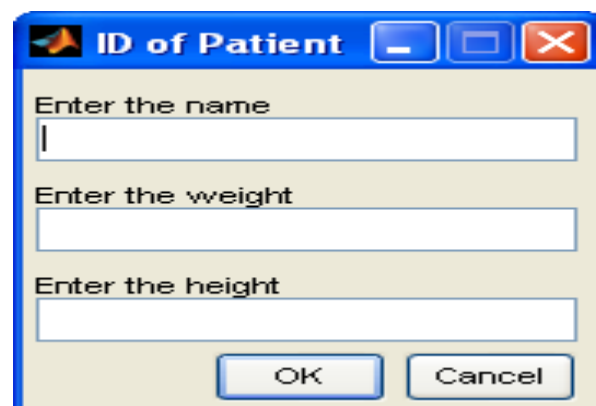 ID of Patient
Enter the name
Enter the weight
Enter the height
OK Cancel